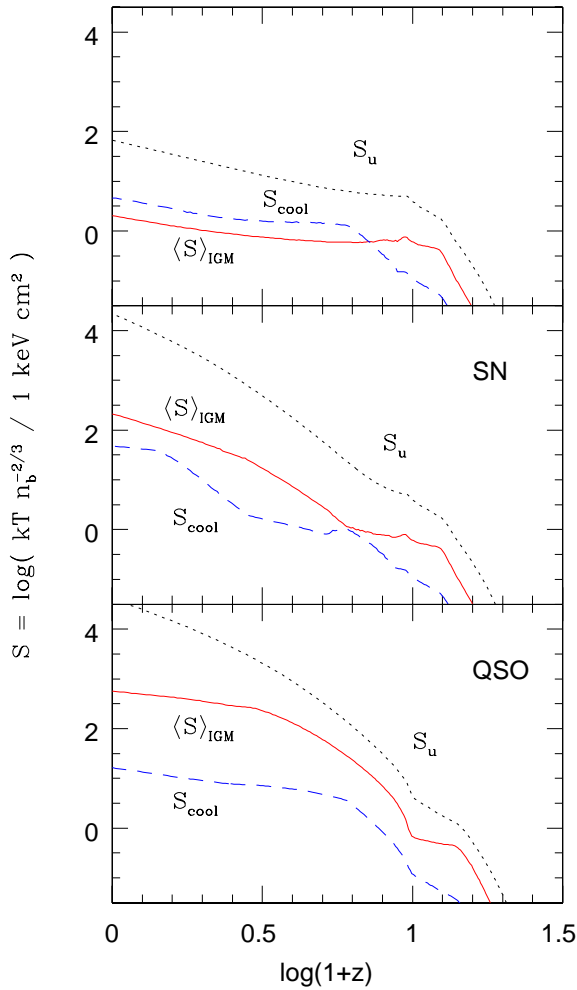 4
2
0
S_u
S_cool
⟨S⟩_IGM
4
2
0
SN
⟨S⟩_IGM
S_u
S_cool
4
2
0
QSO
⟨S⟩_IGM
S_u
S_cool
0
0.5
1
1.5
log(1+z)
S = log( kT n_b^{-2/3} / 1 keV cm² )